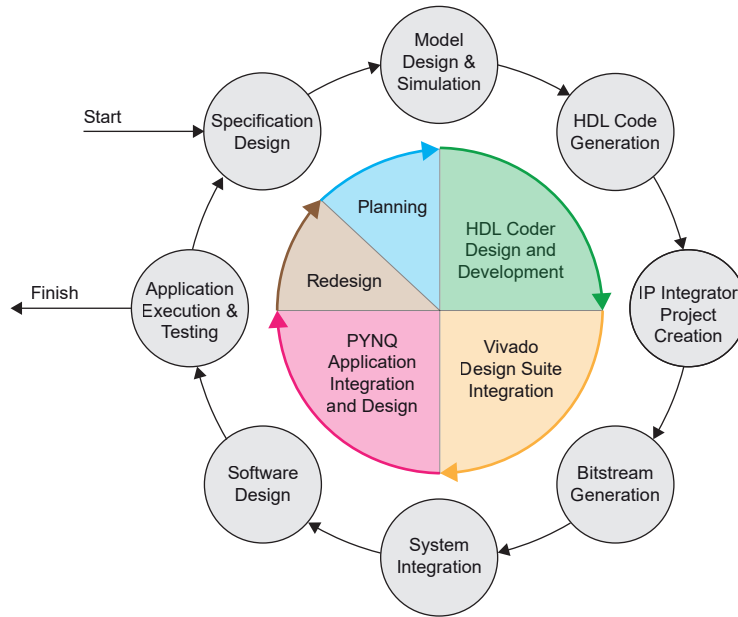 Model
Design &
Simulation
Start
Specification
Design
HDL Code
Generation
Planning
HDL Coder
Design and
Development
Redesign
Finish
Application
Execution &
Testing
IP Integrator
Project
Creation
PYNQ
Application
Integration
and Design
Vivado
Design Suite
Integration
Software
Design
Bitstream
Generation
System
Integration